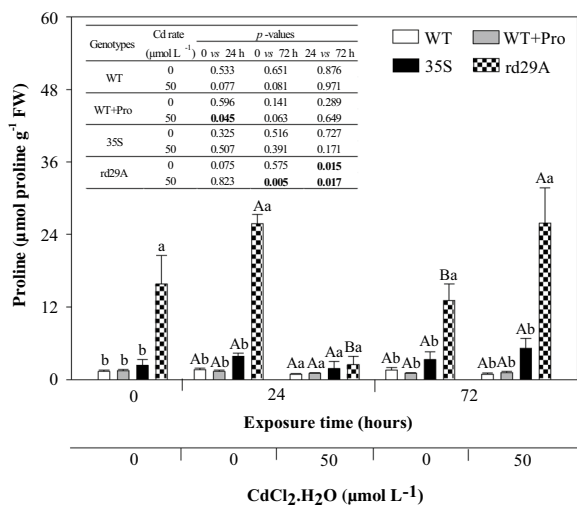 60
48
36
24
12
0
Proline (µmol proline g-1 FW)
Genotypes Cd rate (µmol L-1) p -values
0 vs 24 h 0 vs 72 h 24 vs 72 h
WT 0 0.533 0.651 0.876
50 0.077 0.081 0.971
WT+Pro 0 0.596 0.141 0.289
50 0.045 0.063 0.649
35S 0 0.325 0.516 0.727
50 0.507 0.391 0.171
rd29A 0 0.075 0.575 0.015
50 0.823 0.005 0.017
WT WT+Pro
35S rd29A
b b b a
Ab Ab Ab Aa
Aa Aa Aa Ba
Ab Ab Ab Ba
Ab Ab Ab Aa
0 24 72
Exposure time (hours)
0 0 50 0 50
CdCl2.H2O (µmol L-1)